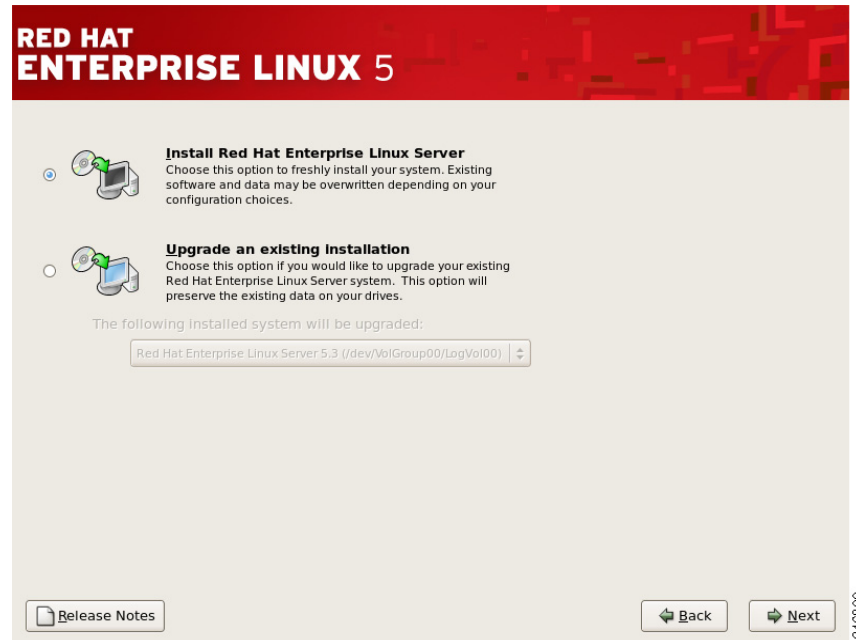 RED HAT
ENTERPRISE LINUX 5
Install Red Hat Enterprise Linux Server
Choose this option to freshly install your system. Existing
software and data may be overwritten depending on your
configuration choices.
Upgrade an existing installation
Choose this option if you would like to upgrade your existing
Red Hat Enterprise Linux Server system. This option will
preserve the existing data on your drives.
The following installed system will be upgraded:
Red Hat Enterprise Linux Server 5.3 (/dev/VolGroup00/LogVol00)
Release Notes
Back
Next